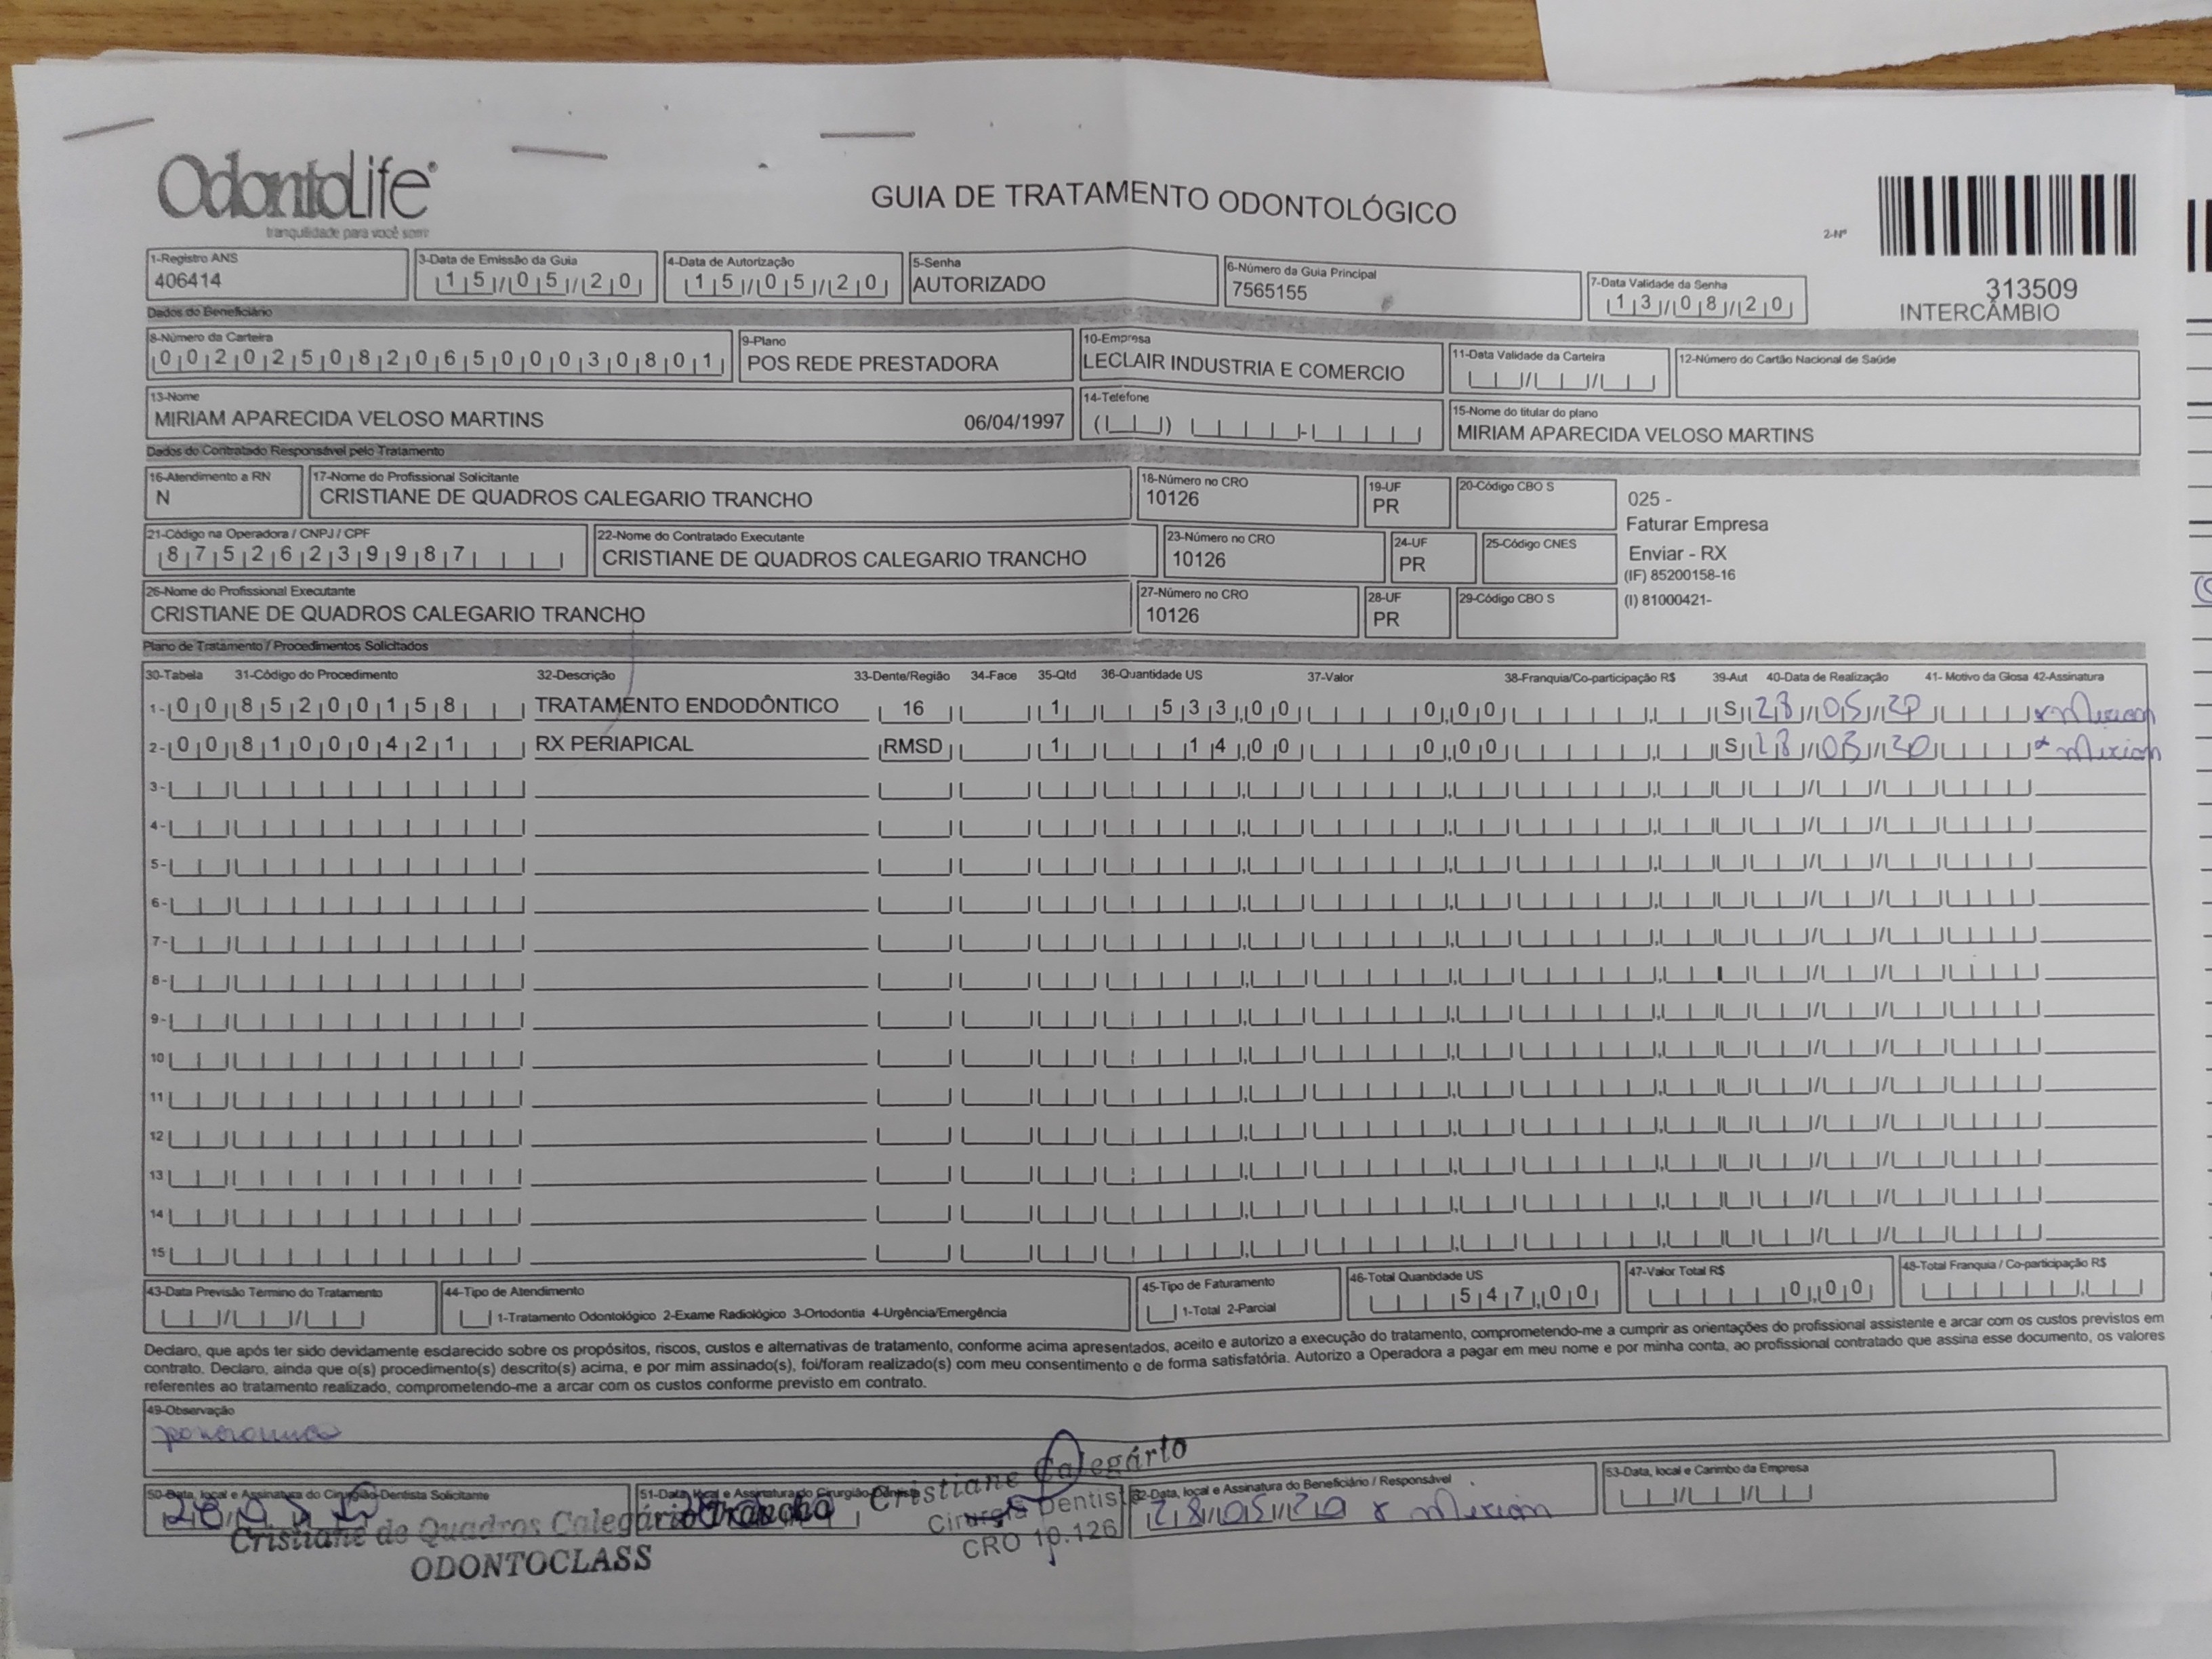 OdontoLife®
tranquilidade para você sorrir
GUIA DE TRATAMENTO ODONTOLÓGICO
2-Nº
313509
INTERCÂMBIO
1-Registro ANS
406414
3-Data de Emissão da Guia
15/05/20
4-Data de Autorização
15/05/20
5-Senha
AUTORIZADO
6-Número da Guia Principal
7565155
7-Data Validade da Senha
13/08/20
Dados do Beneficiário
8-Número da Carteira
00202508206500030801
9-Plano
POS REDE PRESTADORA
10-Empresa
LECLAIR INDUSTRIA E COMERCIO
11-Data Validade da Carteira
12-Número do Cartão Nacional de Saúde
13-Nome
MIRIAM APARECIDA VELOSO MARTINS 06/04/1997
14-Telefone
15-Nome do titular do plano
MIRIAM APARECIDA VELOSO MARTINS
Dados do Contratado Responsável pelo Tratamento
16-Atendimento a RN
N
17-Nome do Profissional Solicitante
CRISTIANE DE QUADROS CALEGARIO TRANCHO
18-Número no CRO
10126
19-UF
PR
20-Código CBO S
025 -
Faturar Empresa
Enviar - RX
(IF) 85200158-16
(I) 81000421-
21-Código na Operadora / CNPJ / CPF
87526239987
22-Nome do Contratado Executante
CRISTIANE DE QUADROS CALEGARIO TRANCHO
23-Número no CRO
10126
24-UF
PR
25-Código CNES
26-Nome do Profissional Executante
CRISTIANE DE QUADROS CALEGARIO TRANCHO
27-Número no CRO
10126
28-UF
PR
29-Código CBO S
Plano de Tratamento / Procedimentos Solicitados
30-Tabela 31-Código do Procedimento 32-Descrição 33-Dente/Região 34-Face 35-Qtd 36-Quantidade US 37-Valor 38-Franquia/Co-participação R$ 39-Aut 40-Data de Realização 41- Motivo da Glosa 42-Assinatura
1- 00 85200158 TRATAMENTO ENDODÔNTICO 16 1 533,00 0,00 S 28/05/20 x Miriam
2- 00 81000421 RX PERIAPICAL RMSD 1 14,00 0,00 S 28/05/20 x Miriam
3-
4-
5-
6-
7-
8-
9-
10
11
12
13
14
15
43-Data Previsão Término do Tratamento
44-Tipo de Atendimento
1-Tratamento Odontológico 2-Exame Radiológico 3-Ortodontia 4-Urgência/Emergência
45-Tipo de Faturamento
1-Total 2-Parcial
46-Total Quantidade US
547,00
47-Valor Total R$
0,00
48-Total Franquia / Co-participação R$
Declaro, que após ter sido devidamente esclarecido sobre os propósitos, riscos, custos e alternativas de tratamento, conforme acima apresentados, aceito e autorizo a execução do tratamento, comprometendo-me a cumprir as orientações do profissional assistente e arcar com os custos previstos em
contrato. Declaro, ainda que o(s) procedimento(s) descrito(s) acima, e por mim assinado(s), foi/foram realizado(s) com meu consentimento e de forma satisfatória. Autorizo a Operadora a pagar em meu nome e por minha conta, ao profissional contratado que assina esse documento, os valores
referentes ao tratamento realizado, comprometendo-me a arcar com os custos conforme previsto em contrato.
49-Observação
50-Data, local e Assinatura do Cirurgião-Dentista Solicitante
51-Data, local e Assinatura do Cirurgião-Dentista
52-Data, local e Assinatura do Beneficiário / Responsável
28/05/20 x Miriam
53-Data, local e Carimbo da Empresa
Cristiane de Quadros Calegário Trancho
ODONTOCLASS
Cristiane Calegário
Cirurgiã Dentista
CRO 10.126